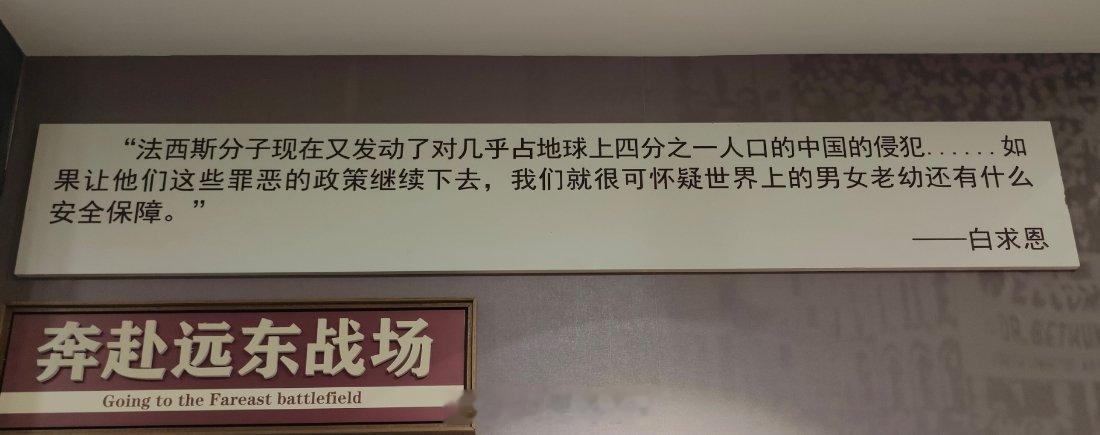 “法西斯分子现在又发动了对几乎占地球上四分之一人口的中国的侵犯......如
果让他们这些罪恶的政策继续下去，我们就很可怀疑世界上的男女老幼还有什么
安全保障。”
——白求恩
奔赴远东战场
Going to the Fareast battlefield